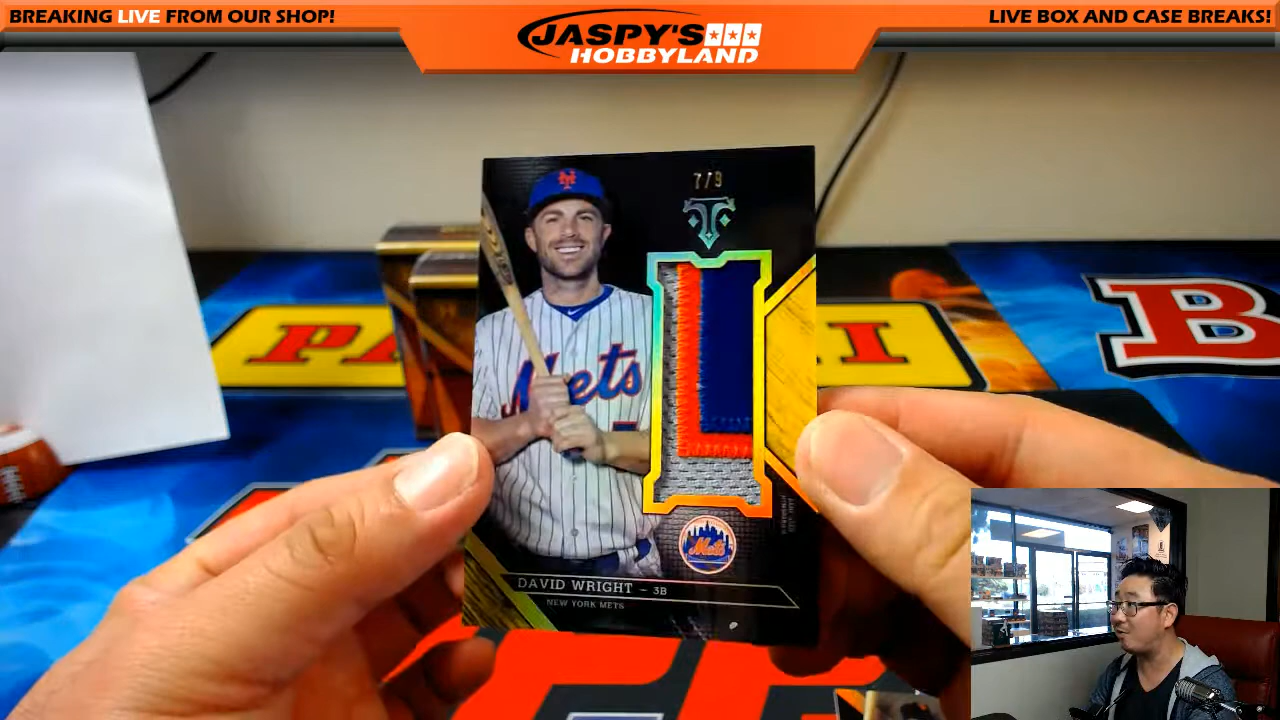 BREAKING LIVE FROM OUR SHOP!
JASPY'S
HOBBYLAND
LIVE BOX AND CASE BREAKS!
7/9
Mets
Mets
DAVID WRIGHT - 3B
NEW YORK METS
PA
I
B